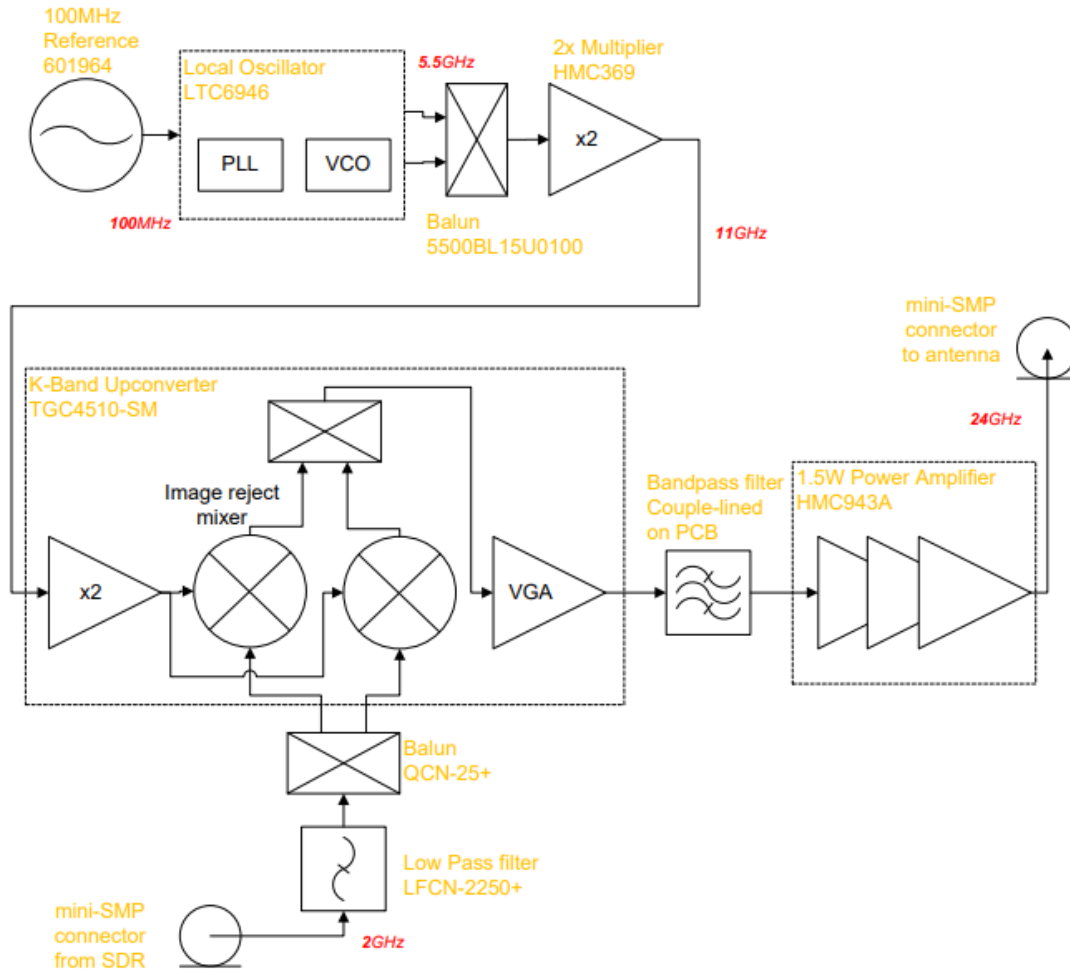 100MHz
Reference
601964
Local Oscillator
LTC6946
PLL
VCO
100MHz
5.5GHz
Balun
5500BL15U0100
2x Multiplier
HMC369
x2
11GHz
mini-SMP
connector
to antenna
24GHz
K-Band Upconverter
TGC4510-SM
Image reject
mixer
x2
VGA
Bandpass filter
Couple-lined
on PCB
1.5W Power Amplifier
HMC943A
Balun
QCN-25+
Low Pass filter
LFCN-2250+
mini-SMP
connector
from SDR
2GHz